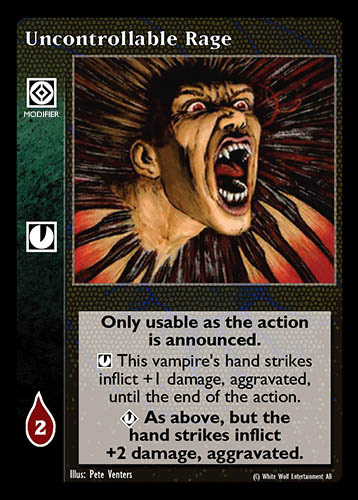 Uncontrollable Rage
MODIFIER
Only usable as the action
is announced.
This vampire's hand strikes
inflict +1 damage, aggravated,
until the end of the action.
As above, but the
hand strikes inflict
+2 damage, aggravated.
2
Illus: Pete Venters
(C) White Wolf Entertainment AB